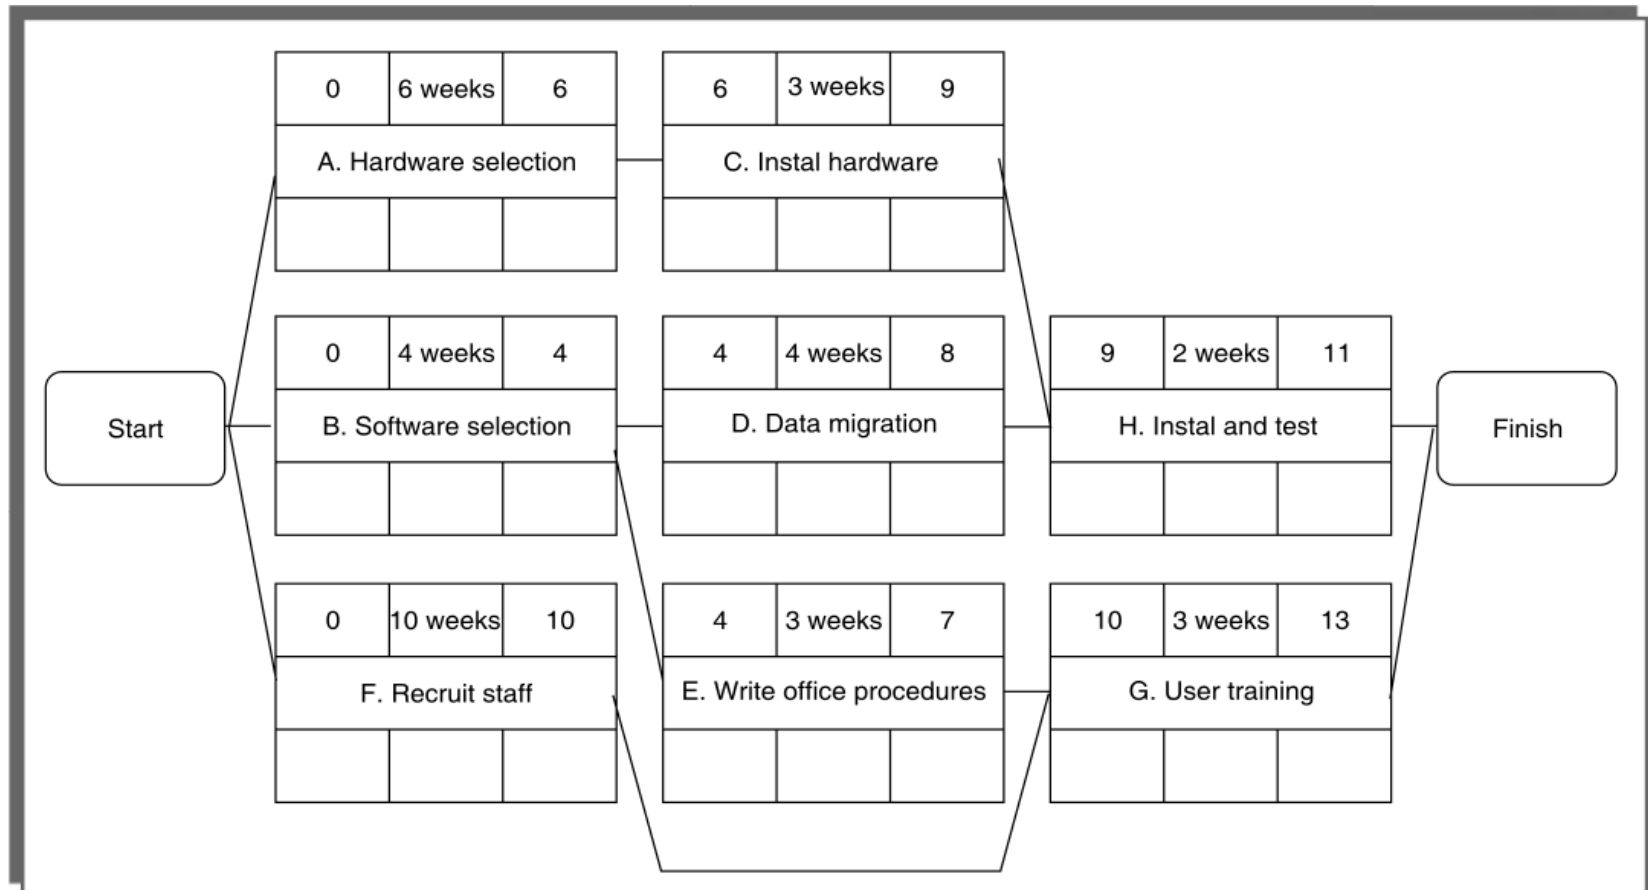 0 6 weeks 6
A. Hardware selection
6 3 weeks 9
C. Instal hardware
0 4 weeks 4
B. Software selection
4 4 weeks 8
D. Data migration
9 2 weeks 11
H. Instal and test
Start
Finish
0 10 weeks 10
F. Recruit staff
4 3 weeks 7
E. Write office procedures
10 3 weeks 13
G. User training